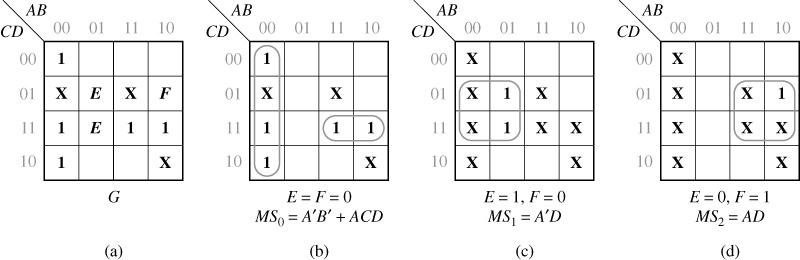 AB AB AB AB
CD 00 01 11 10 CD 00 01 11 10 CD 00 01 11 10 CD 00 01 11 10
00 1 00 1 00 X 00 X
01 X E X F 01 X X 01 X 1 X 01 X X 1
11 1 E 1 1 11 1 1 1 11 X 1 X X 11 X X X
10 1 X 10 1 X 10 X X 10 X X
G E = F = 0 E = 1, F = 0 E = 0, F = 1
MS₀ = A′B′ + ACD MS₁ = A′D MS₂ = AD
(a) (b) (c) (d)